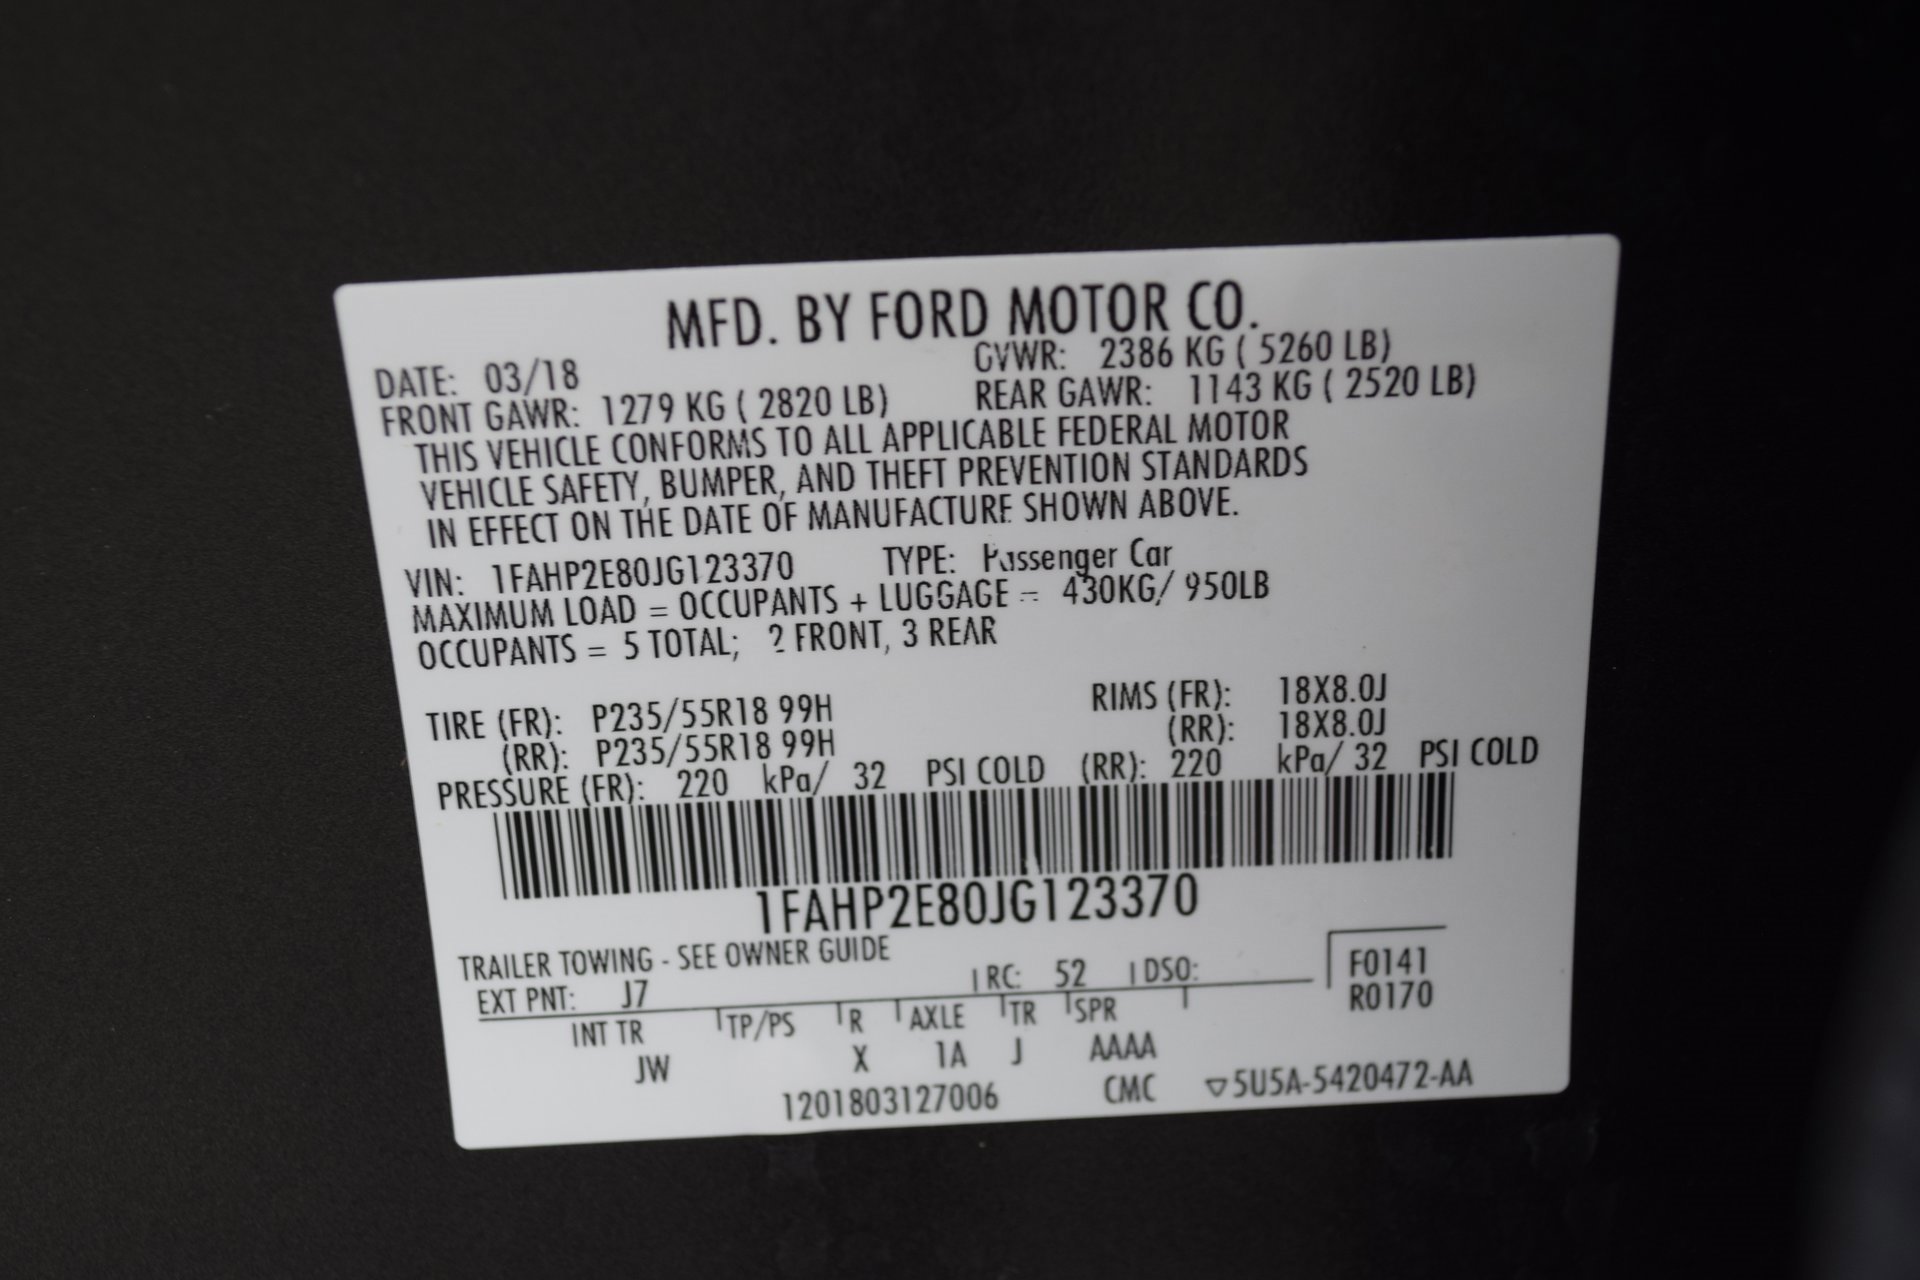 MFD. BY FORD MOTOR CO.
DATE: 03/18 GVWR: 2386 KG ( 5260 LB)
FRONT GAWR: 1279 KG ( 2820 LB) REAR GAWR: 1143 KG ( 2520 LB)
THIS VEHICLE CONFORMS TO ALL APPLICABLE FEDERAL MOTOR
VEHICLE SAFETY, BUMPER, AND THEFT PREVENTION STANDARDS
IN EFFECT ON THE DATE OF MANUFACTURE SHOWN ABOVE.
VIN: 1FAHP2E80JG123370 TYPE: Passenger Car
MAXIMUM LOAD = OCCUPANTS + LUGGAGE = 430KG/ 950LB
OCCUPANTS = 5 TOTAL; 2 FRONT, 3 REAR
TIRE (FR): P235/55R18 99H RIMS (FR): 18X8.0J
(RR): P235/55R18 99H (RR): 18X8.0J
PRESSURE (FR): 220 kPa/ 32 PSI COLD (RR): 220 kPa/ 32 PSI COLD
1FAHP2E80JG123370
TRAILER TOWING - SEE OWNER GUIDE
EXT PNT: J7 RC: 52 DSO: F0141
R0170
INT TR TP/PS R AXLE TR SPR
JW X 1A J AAAA
1201803127006 CMC ▽5U5A-5420472-AA